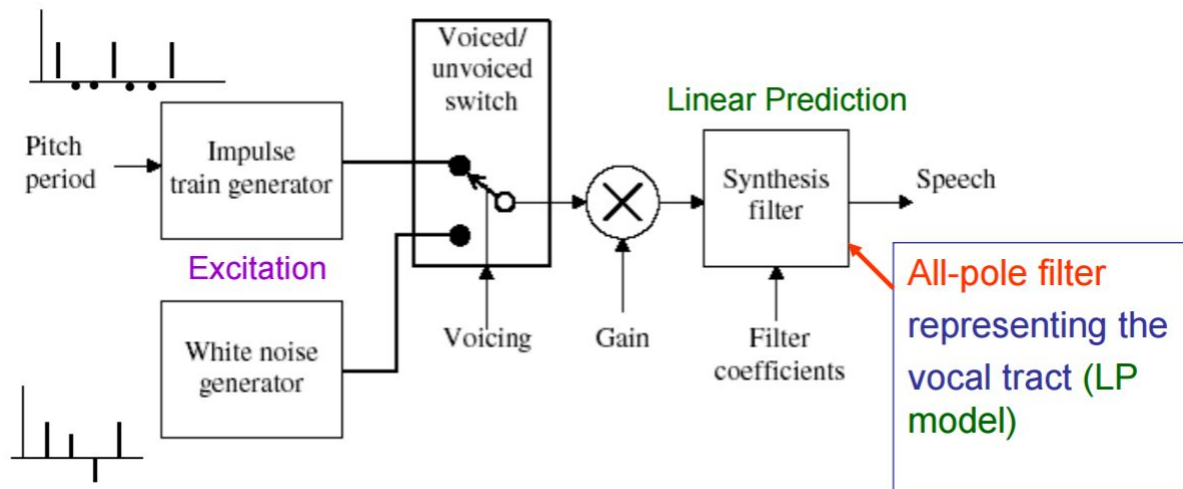 Voiced/
unvoiced
switch
Linear Prediction
Pitch
period
Impulse
train generator
Synthesis
filter
Speech
Excitation
All-pole filter
representing the
vocal tract (LP
model)
White noise
generator
Voicing
Gain
Filter
coefficients